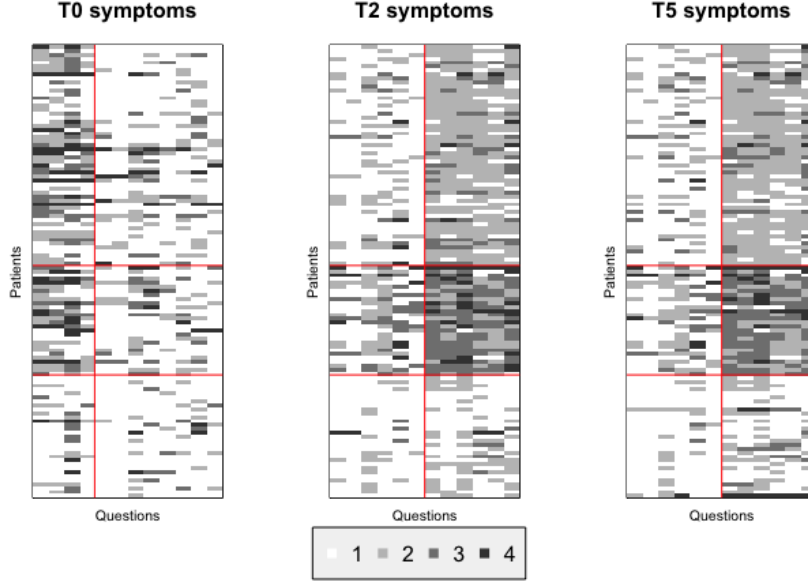 T0 symptoms
T2 symptoms
T5 symptoms
Patients
Patients
Patients
Questions
Questions
Questions
1 2 3 4